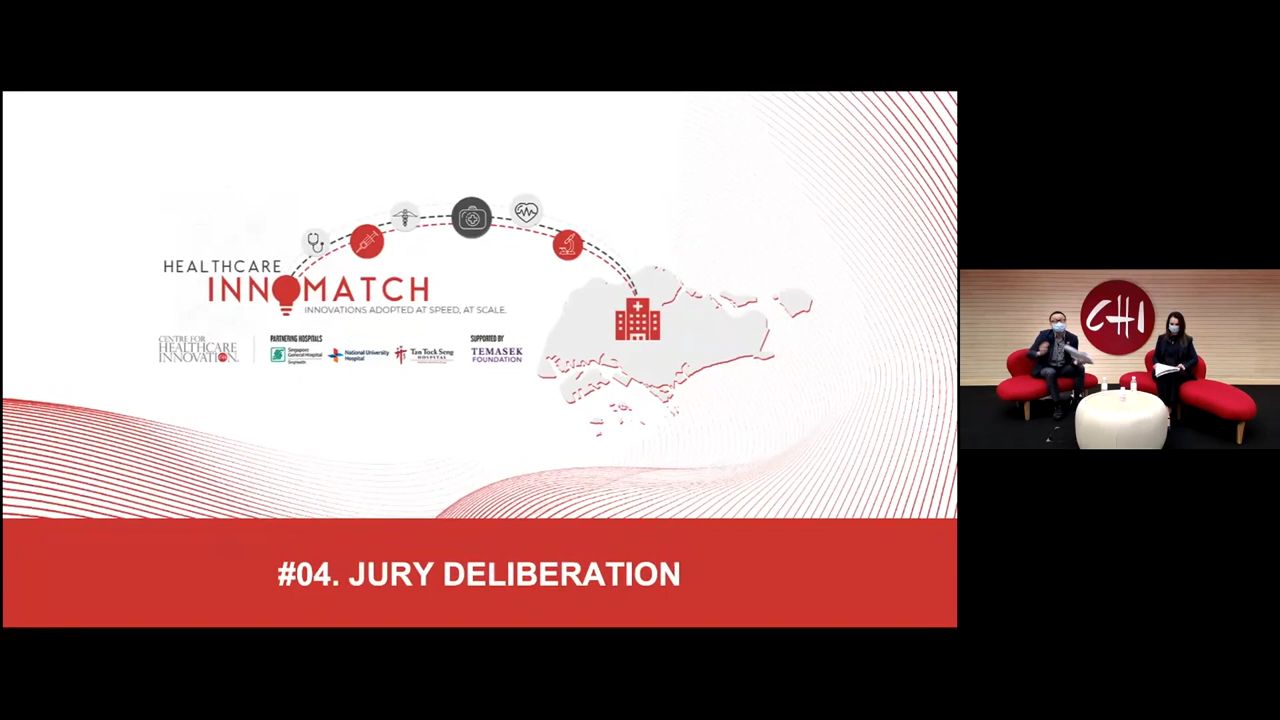 HEALTHCARE
INNOMATCH
INNOVATIONS ADOPTED AT SPEED, AT SCALE.
CENTRE FOR
HEALTHCARE
INNOVATION.
PARTNERING HOSPITALS
Singapore
General Hospital
SingHealth
National University
Hospital
Tan Tock Seng
HOSPITAL
SUPPORTED BY
TEMASEK
FOUNDATION
#04. JURY DELIBERATION
CHI